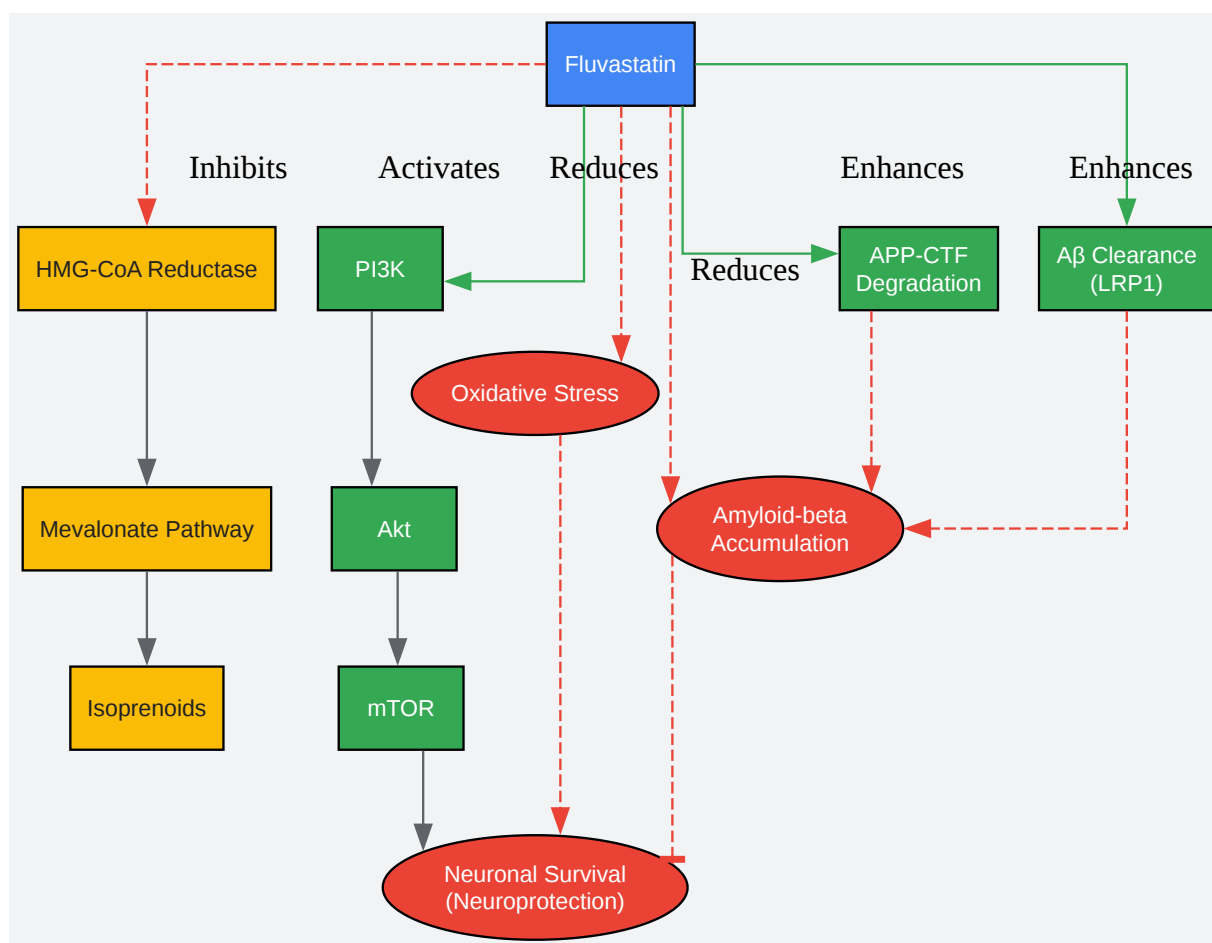 Fluvastatin
Inhibits
Activates
Reduces
Enhances
Enhances
HMG-CoA Reductase
PI3K
Reduces
APP-CTF
Degradation
Aβ Clearance
(LRP1)
Oxidative Stress
Mevalonate Pathway
Akt
Amyloid-beta
Accumulation
Isoprenoids
mTOR
Neuronal Survival
(Neuroprotection)